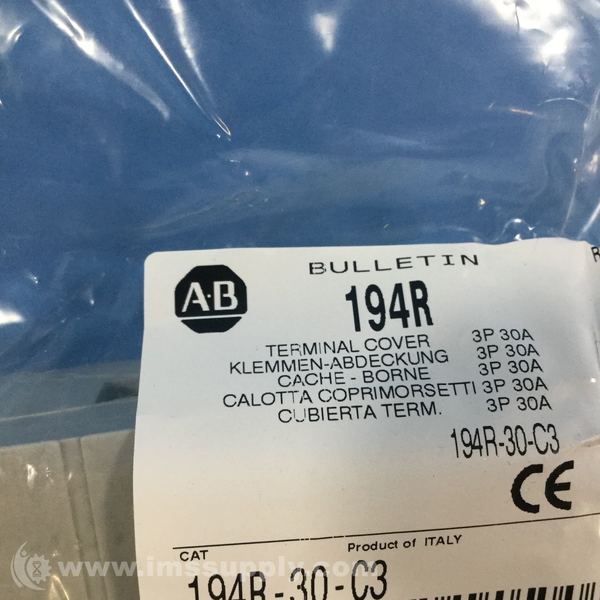 BULLETIN
A·B
194R
TERMINAL COVER 3P 30A
KLEMMEN-ABDECKUNG 3P 30A
CACHE - BORNE 3P 30A
CALOTTA COPRIMORSETTI 3P 30A
CUBIERTA TERM. 3P 30A
194R-30-C3
CE
CAT
Product of ITALY
194R-30-C3
www.imssupply.com